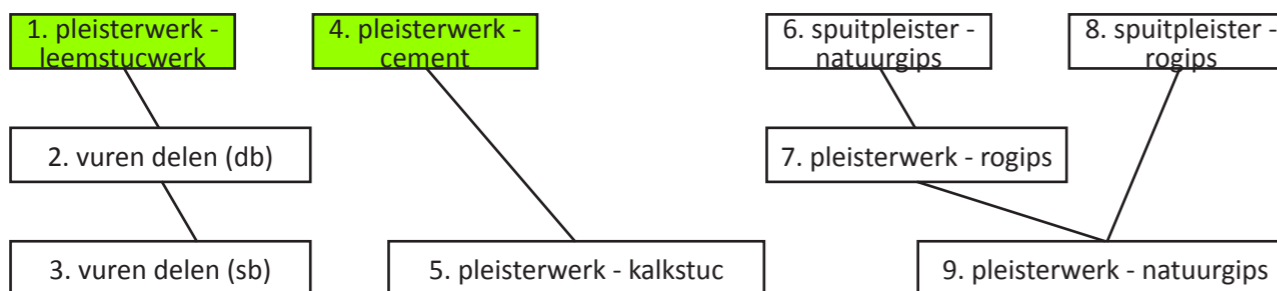 1. pleisterwerk -
leemstucwerk
4. pleisterwerk -
cement
6. spuitpleister -
natuurgips
8. spuitpleister -
rogips
2. vuren delen (db)
7. pleisterwerk - rogips
3. vuren delen (sb)
5. pleisterwerk - kalkstuc
9. pleisterwerk - natuurgips